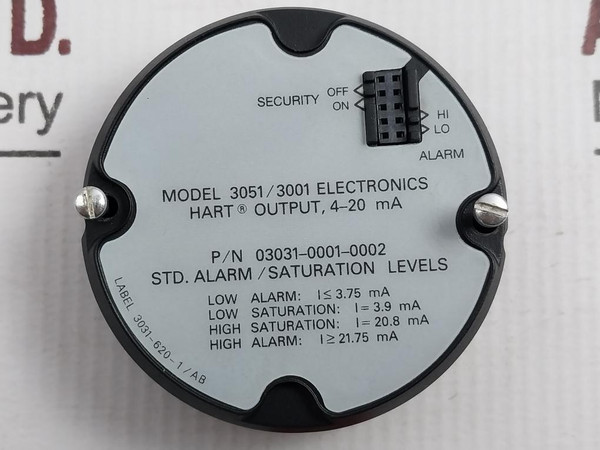 D.
ery
SECURITY OFF
ON
HI
LO
ALARM
MODEL 3051/3001 ELECTRONICS
HART ® OUTPUT, 4–20 mA
P/N 03031–0001–0002
STD. ALARM/SATURATION LEVELS
LOW ALARM: I ≤ 3.75 mA
LOW SATURATION: I = 3.9 mA
HIGH SATURATION: I = 20.8 mA
HIGH ALARM: I ≥ 21.75 mA
LABEL 3031-620-1/AB